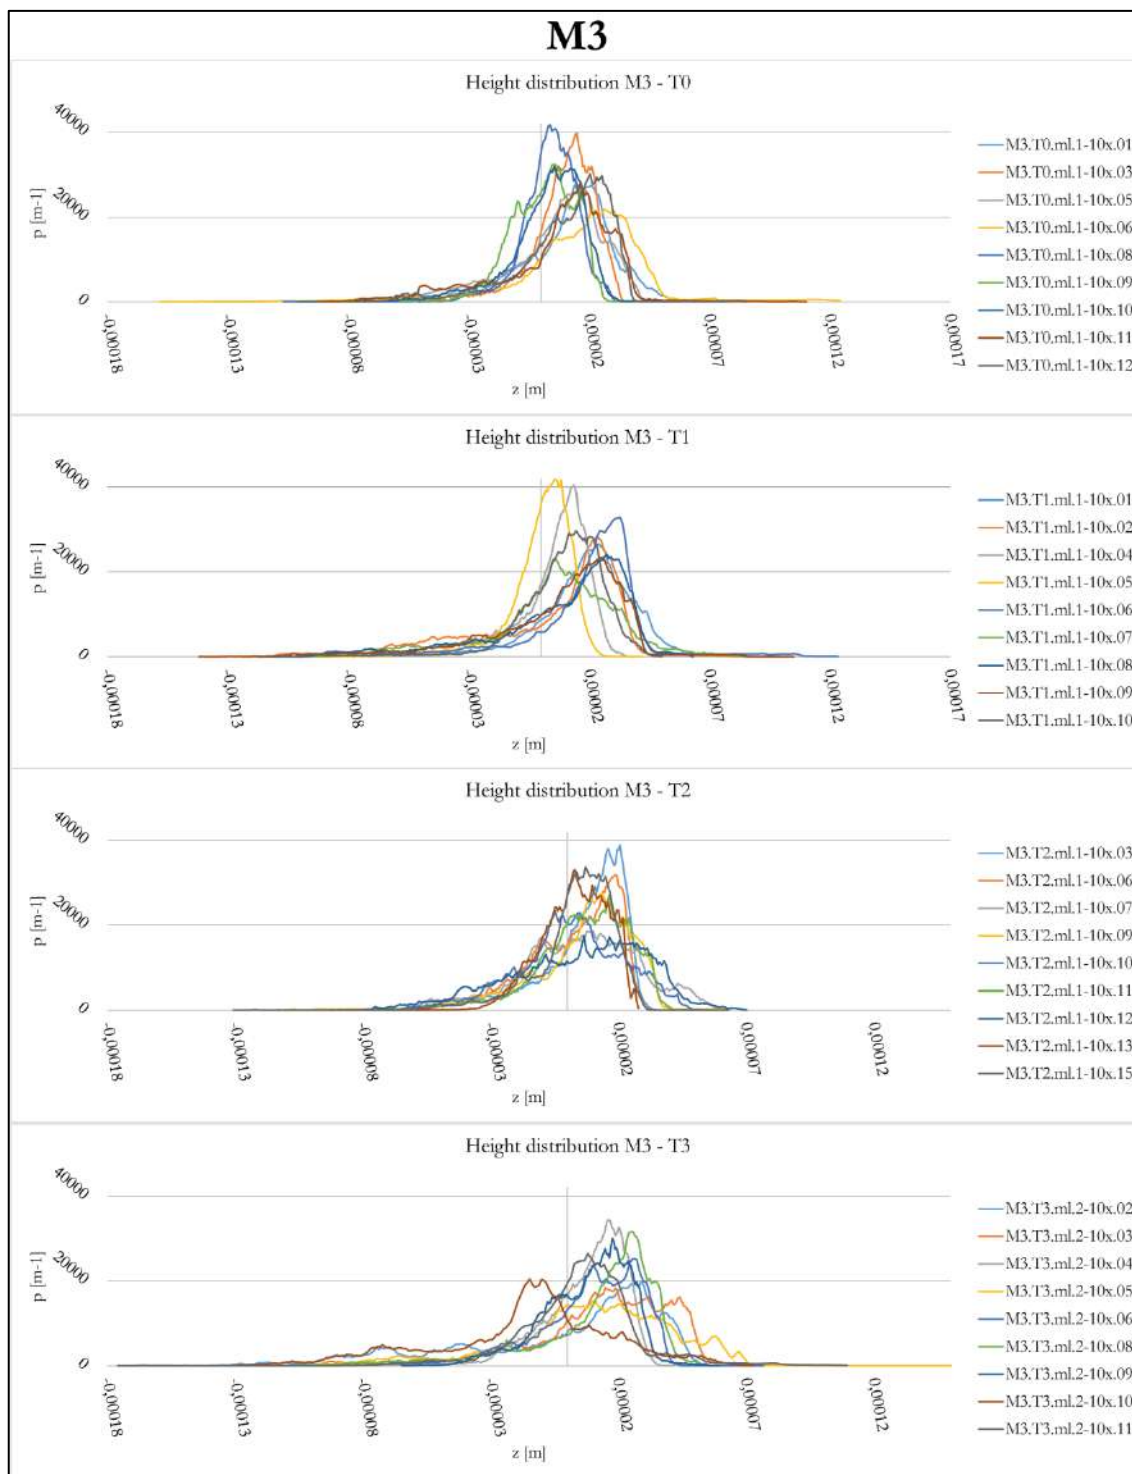 M3
Height distribution M3 - T0
40000
20000
0
p [m-1]
-0,00018
-0,00013
-0,00008
-0,00003
0,00002
0,00007
0,00012
0,00017
z [m]
M3.T0.ml.1-10x.01
M3.T0.ml.1-10x.03
M3.T0.ml.1-10x.05
M3.T0.ml.1-10x.06
M3.T0.ml.1-10x.08
M3.T0.ml.1-10x.09
M3.T0.ml.1-10x.10
M3.T0.ml.1-10x.11
M3.T0.ml.1-10x.12
Height distribution M3 - T1
40000
20000
0
p [m-1]
-0,00018
-0,00013
-0,00008
-0,00003
0,00002
0,00007
0,00012
0,00017
z [m]
M3.T1.ml.1-10x.01
M3.T1.ml.1-10x.02
M3.T1.ml.1-10x.04
M3.T1.ml.1-10x.05
M3.T1.ml.1-10x.06
M3.T1.ml.1-10x.07
M3.T1.ml.1-10x.08
M3.T1.ml.1-10x.09
M3.T1.ml.1-10x.10
Height distribution M3 - T2
40000
20000
0
p [m-1]
-0,00018
-0,00013
-0,00008
-0,00003
0,00002
0,00007
0,00012
z [m]
M3.T2.ml.1-10x.03
M3.T2.ml.1-10x.06
M3.T2.ml.1-10x.07
M3.T2.ml.1-10x.09
M3.T2.ml.1-10x.10
M3.T2.ml.1-10x.11
M3.T2.ml.1-10x.12
M3.T2.ml.1-10x.13
M3.T2.ml.1-10x.15
Height distribution M3 - T3
40000
20000
0
p [m-1]
-0,00018
-0,00013
-0,00008
-0,00003
0,00002
0,00007
0,00012
z [m]
M3.T3.ml.2-10x.02
M3.T3.ml.2-10x.03
M3.T3.ml.2-10x.04
M3.T3.ml.2-10x.05
M3.T3.ml.2-10x.06
M3.T3.ml.2-10x.08
M3.T3.ml.2-10x.09
M3.T3.ml.2-10x.10
M3.T3.ml.2-10x.11